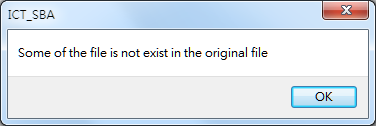 ICT_SBA
Some of the file is not exist in the original file
OK